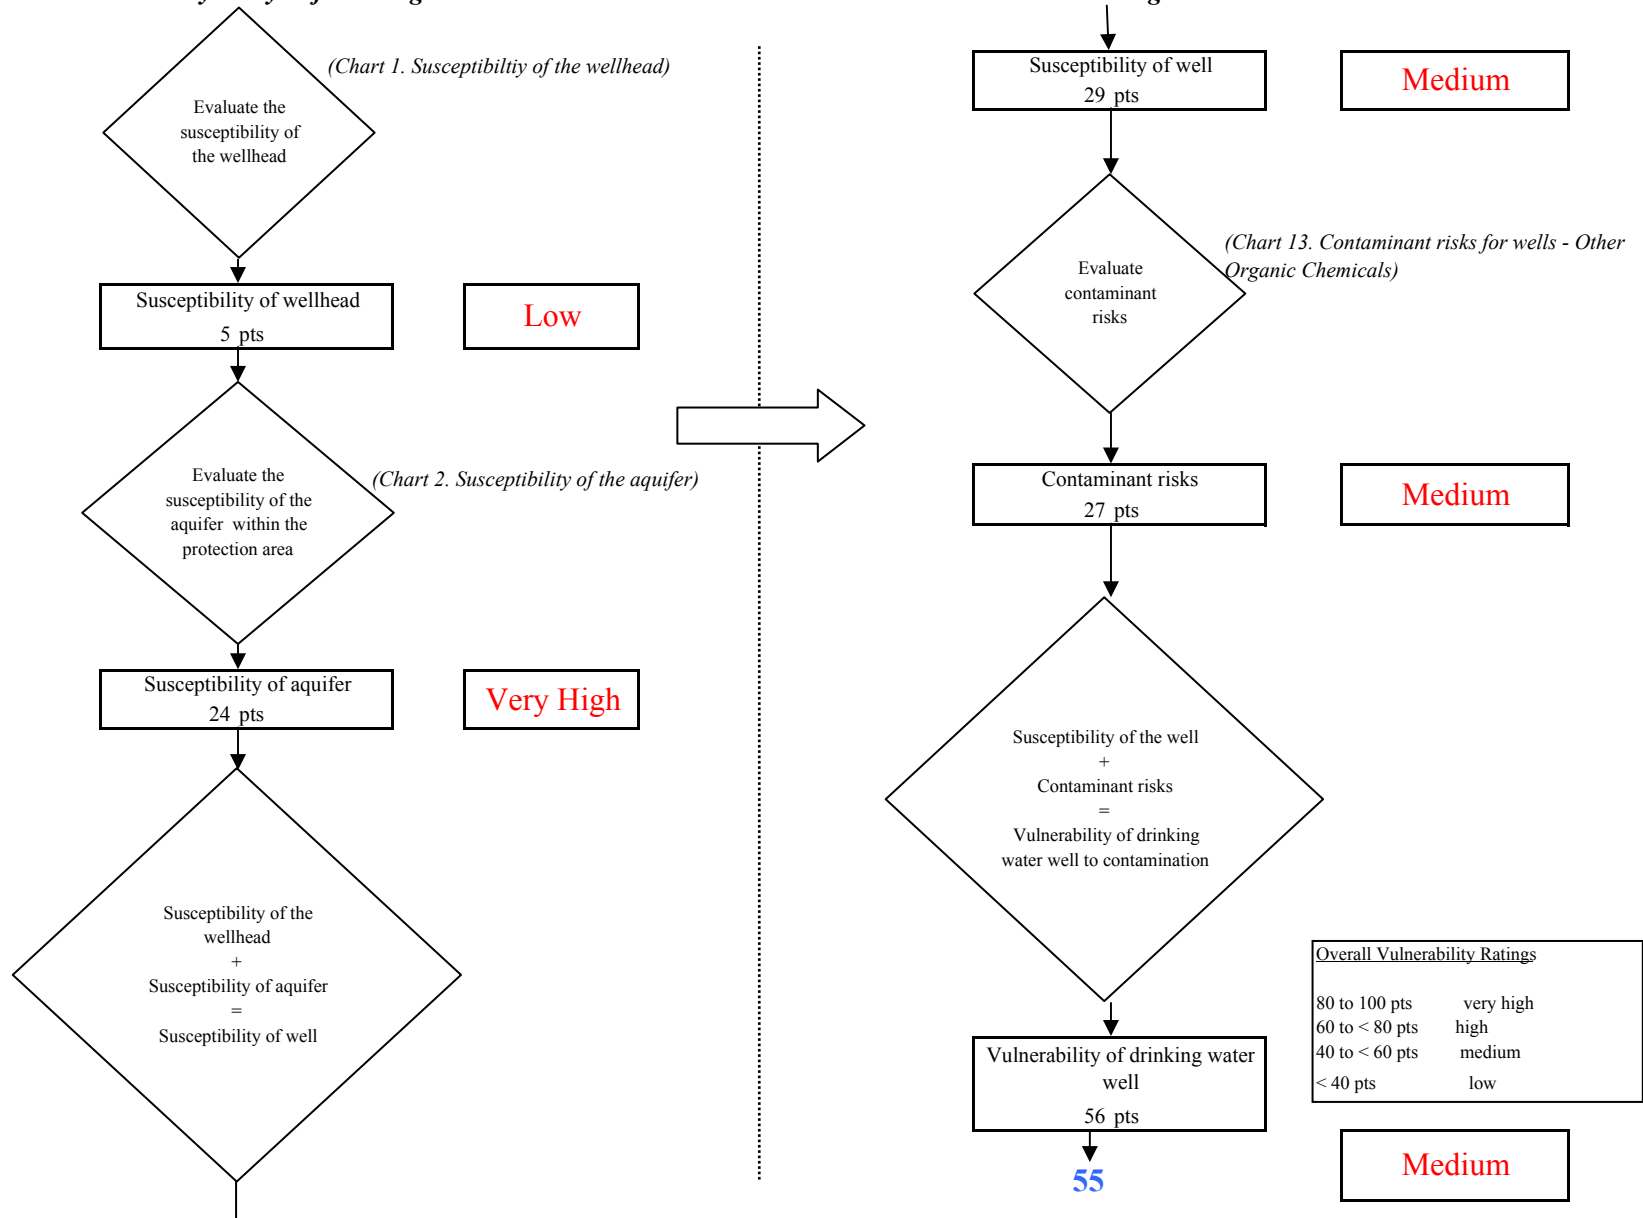 (Chart 1. Susceptibiltiy of the wellhead)
Evaluate the
susceptibility of
the wellhead
Susceptibility of wellhead
5 pts
Low
Evaluate the
susceptibility of the
aquifer within the
protection area
(Chart 2. Susceptibility of the aquifer)
Susceptibility of aquifer
24 pts
Very High
Susceptibility of the
wellhead
+
Susceptibility of aquifer
=
Susceptibility of well
Susceptibility of well
29 pts
Medium
(Chart 13. Contaminant risks for wells - Other
Organic Chemicals)
Evaluate
contaminant
risks
Contaminant risks
27 pts
Medium
Susceptibility of the well
+
Contaminant risks
=
Vulnerability of drinking
water well to contamination
Overall Vulnerability Ratings
80 to 100 pts very high
60 to < 80 pts high
40 to < 60 pts medium
< 40 pts low
Vulnerability of drinking water
well
56 pts
55
Medium